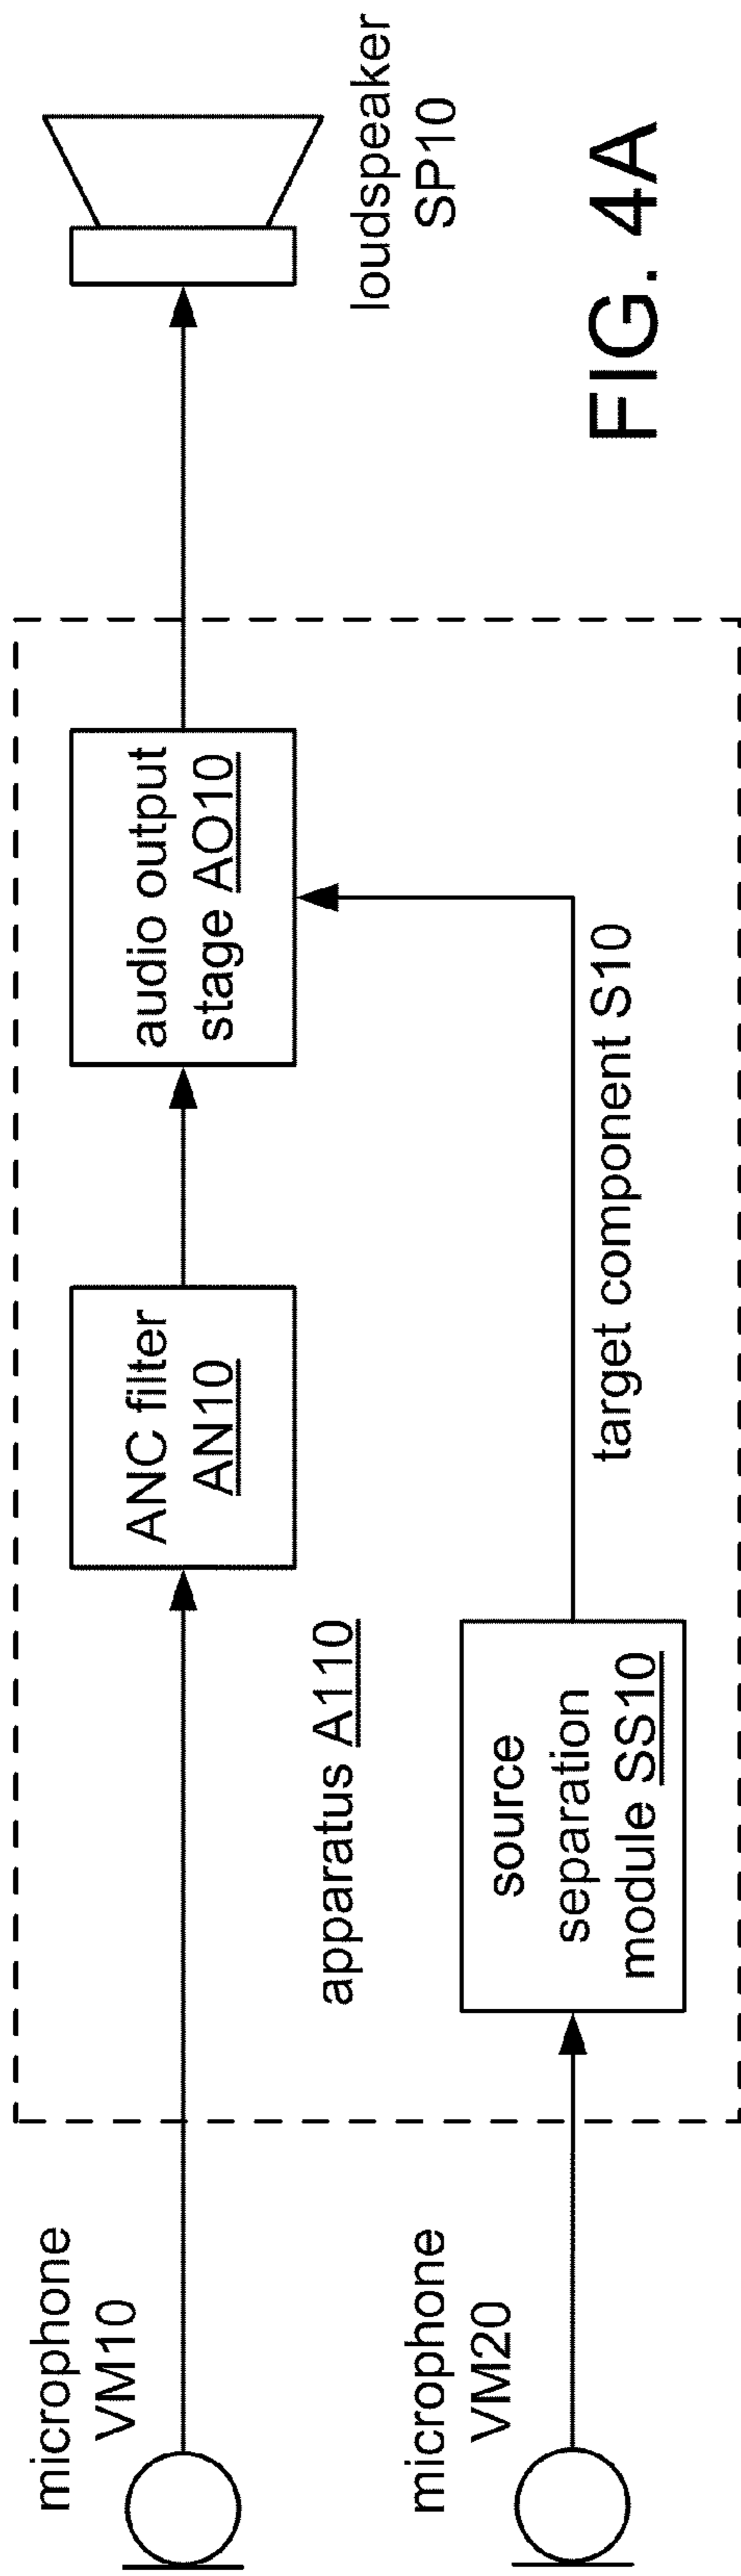 microphone
VM10
ANC filter
AN10
audio output
stage AO10
loudspeaker
SP10
apparatus A110
microphone
VM20
source
separation
module SS10
target component S10
FIG. 4A